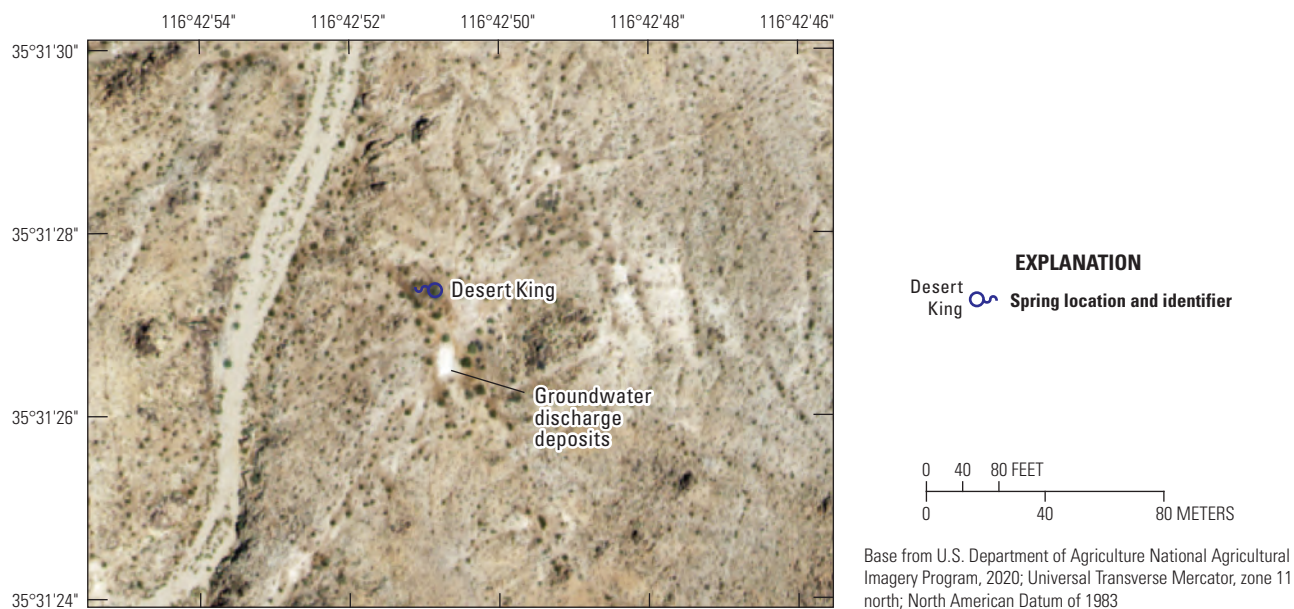 116°42'54" 116°42'52" 116°42'50" 116°42'48" 116°42'46"
35°31'30"
35°31'28"
35°31'26"
35°31'24"
Desert King
Groundwater
discharge
deposits
EXPLANATION
Desert
King
Spring location and identifier
0 40 80 FEET
0 40 80 METERS
Base from U.S. Department of Agriculture National Agricultural
Imagery Program, 2020; Universal Transverse Mercator, zone 11
north; North American Datum of 1983